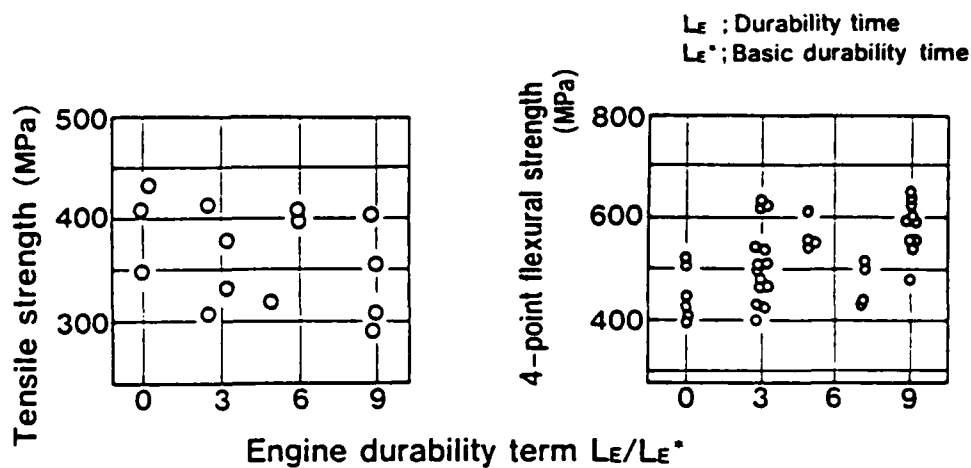 LE ; Durability time
LE* ; Basic durability time
Tensile strength (MPa)
500
400
300
0 3 6 9
4-point flexural strength
(MPa)
800
600
400
0 3 6 9
Engine durability term LE/LE*